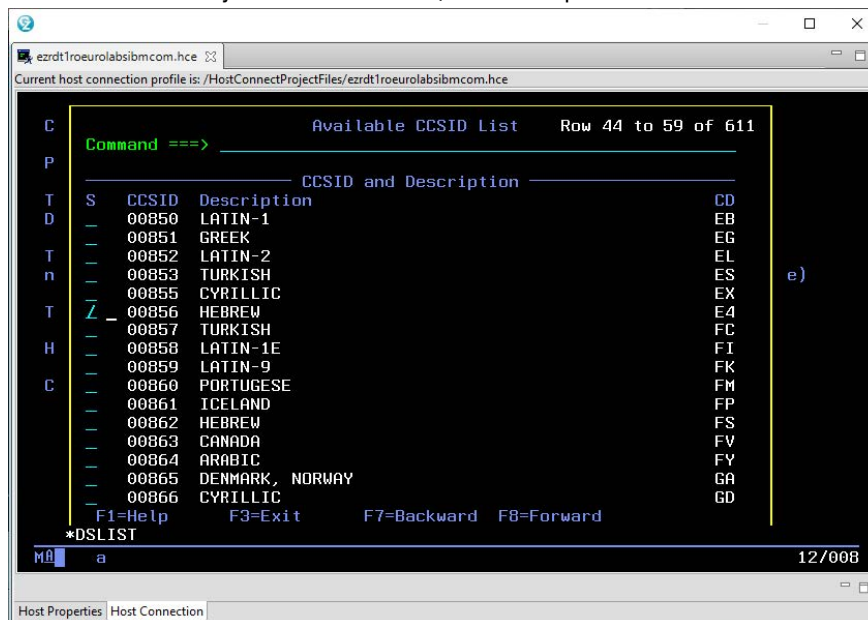 ezrdt1roeurolabsibmcom.hce
Current host connection profile is: /HostConnectProjectFiles/ezrdt1roeurolabsibmcom.hce
C Available CCSID List Row 44 to 59 of 611
Command ===>
P
CCSID and Description
T S CCSID Description CD
D _ 00850 LATIN-1 EB
_ 00851 GREEK EG
T _ 00852 LATIN-2 EL
n _ 00853 TURKISH ES e)
_ 00855 CYRILLIC EX
T / _ 00856 HEBREW E4
_ 00857 TURKISH FC
H _ 00858 LATIN-1E FI
_ 00859 LATIN-9 FK
C _ 00860 PORTUGESE FM
_ 00861 ICELAND FP
_ 00862 HEBREW FS
_ 00863 CANADA FV
_ 00864 ARABIC FY
_ 00865 DENMARK, NORWAY GA
_ 00866 CYRILLIC GD
F1=Help F3=Exit F7=Backward F8=Forward
*DSLIST
MA a 12/008
Host Properties Host Connection